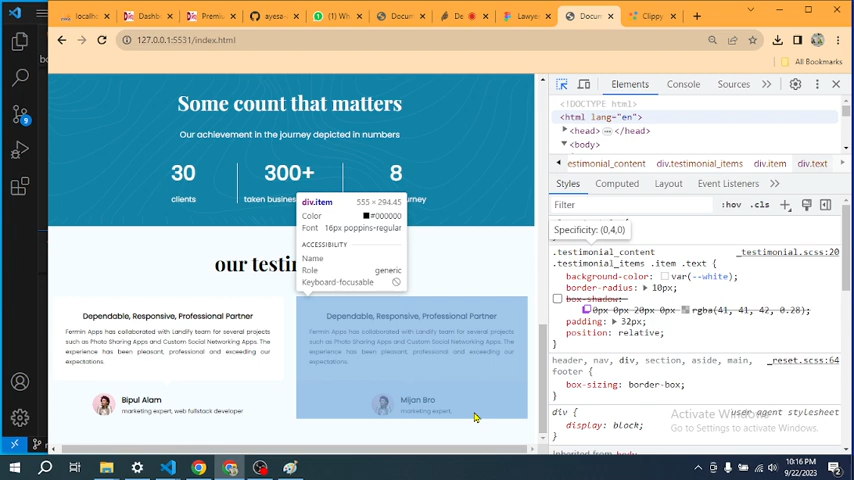 localho
Dashb
Premiu
ayesa-
(1) Wh
Docum
De
Lawyer
Docum
Clippy
127.0.0.1:5531/index.html
All Bookmarks
Elements
Console
Sources
<!DOCTYPE html>
<html lang="en">
<head> </head>
<body>
estimonial_content
div.testimonial_items
div.item
div.text
Styles
Computed
Layout
Event Listeners
Filter
:hov
.cls
Specificity: (0,4,0)
.testimonial_content
_testimonial.scss:20
.testimonial_items .item .text {
background-color: var(--white);
border-radius: 10px;
box-shadow:
0px 0px 20px 0px rgba(41, 41, 42, 0.28);
padding: 32px;
position: relative;
}
header, nav, div, section, aside, main,
_reset.scss:64
footer {
box-sizing: border-box;
}
div {
user agent stylesheet
display: block;
}
Activate Windows
Go to Settings to activate Windows.
Some count that matters
Our achievement in the journey depicted in numbers
30
300+
8
clients
taken busines
urney
div.item
555 × 294.45
Color
#000000
Font
16px poppins-regular
ACCESSIBILITY
Name
Role
generic
Keyboard-focusable
our testi
Dependable, Responsive, Professional Partner
Fermin Apps has collaborated with Landify team for several projects
such as Photo Sharing Apps and Custom Social Networking Apps. The
experience has been pleasant, professional and exceeding our
expectations.
Bipul Alam
marketing expert, web fullstack developer
Dependable, Responsive, Professional Partner
Fermin Apps has collaborated with Landify team for several projects
such as Photo Sharing Apps and Custom Social Networking Apps. The
experience has been pleasant, professional and exceeding our
expectations.
Mijan Bro
marketing expert,
10:16 PM
9/22/2023